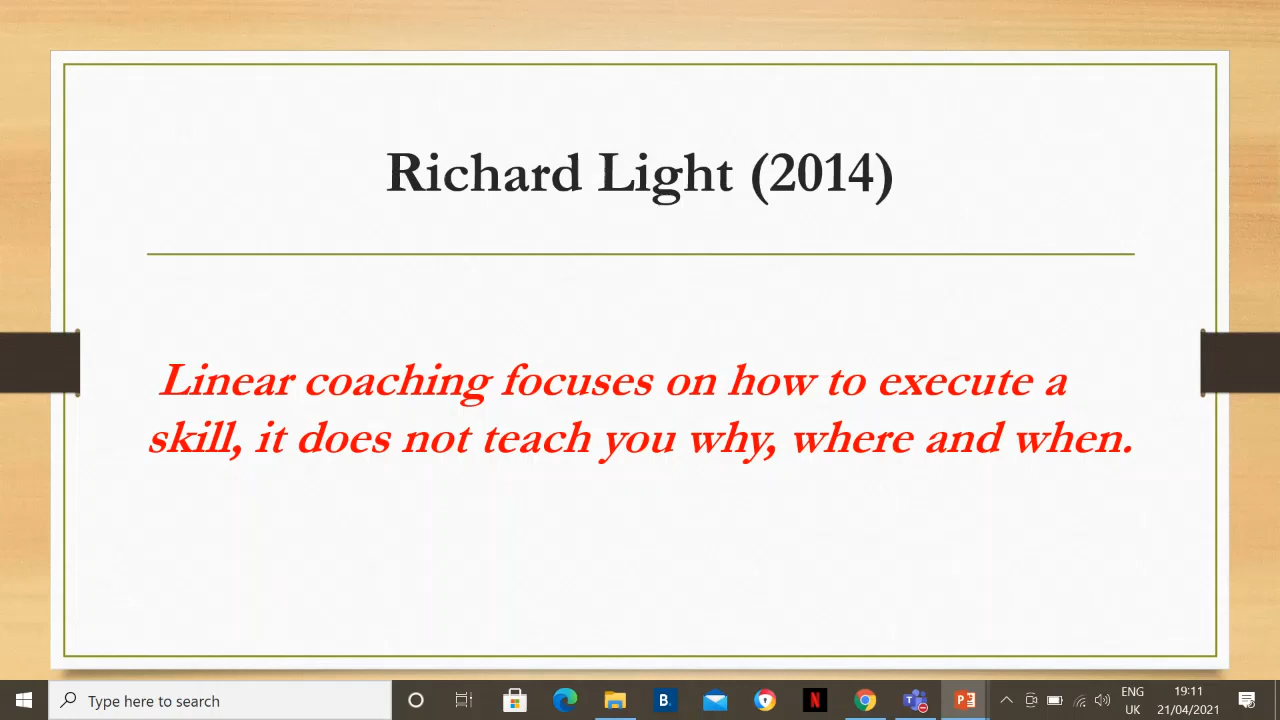 Richard Light (2014)
Linear coaching focuses on how to execute a
skill, it does not teach you why, where and when.
Type here to search
B.
N
T
P
ENG
UK
19:11
21/04/2021